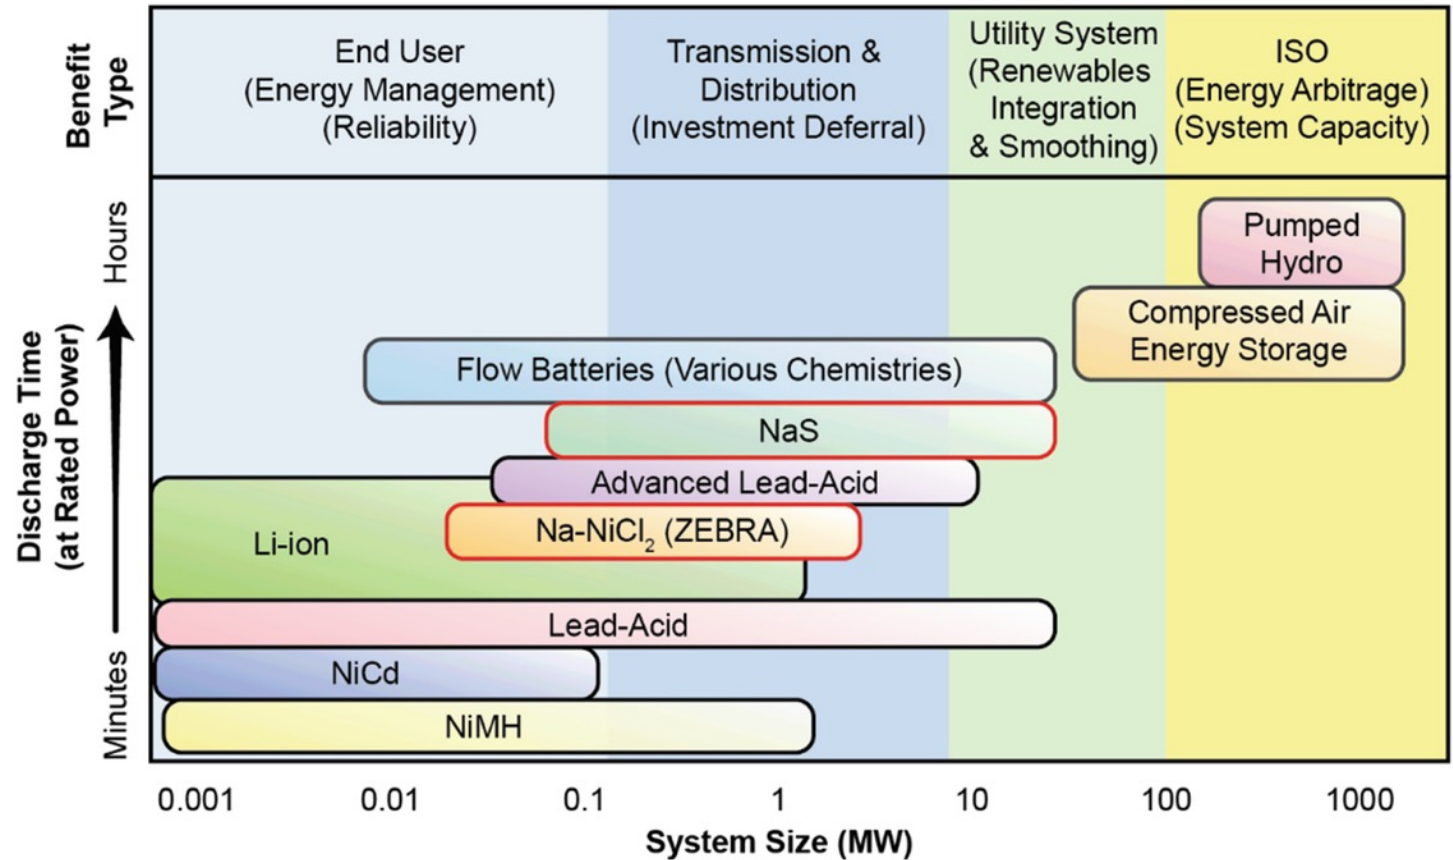 Benefit
Type
End User
(Energy Management)
(Reliability)
Transmission &
Distribution
(Investment Deferral)
Utility System
(Renewables
Integration
& Smoothing)
ISO
(Energy Arbitrage)
(System Capacity)
Discharge Time
(at Rated Power)
Hours
Minutes
Pumped
Hydro
Compressed Air
Energy Storage
Flow Batteries (Various Chemistries)
NaS
Advanced Lead-Acid
Na-NiCl₂ (ZEBRA)
Li-ion
Lead-Acid
NiCd
NiMH
0.001 0.01 0.1 1 10 100 1000
System Size (MW)